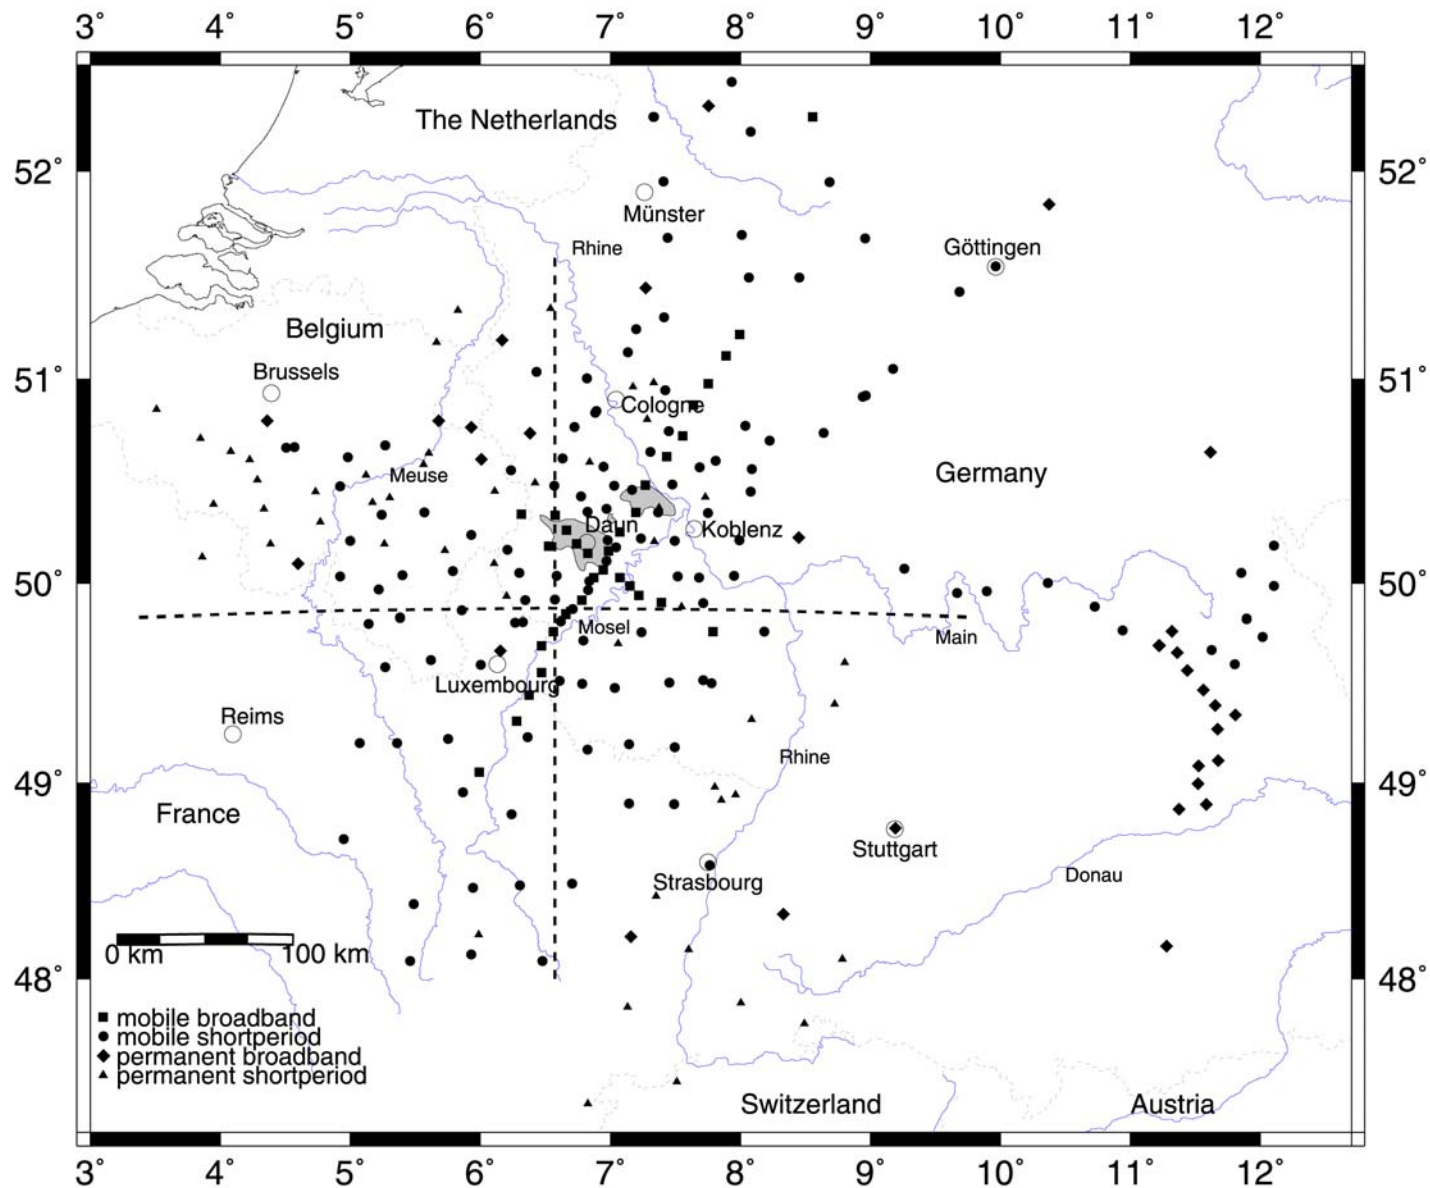 3° 4° 5° 6° 7° 8° 9° 10° 11° 12°
The Netherlands
52° 52°
Münster
Rhine
Göttingen
Belgium
Brussels
51° 51°
Cologne
Meuse
Germany
Daun
Koblenz
50° 50°
Mosel
Main
Luxembourg
Reims
Rhine
49° 49°
France
Stuttgart
Strasbourg
Donau
0 km 100 km
48° 48°
mobile broadband
mobile shortperiod
permanent broadband
permanent shortperiod
Switzerland
Austria
3° 4° 5° 6° 7° 8° 9° 10° 11° 12°